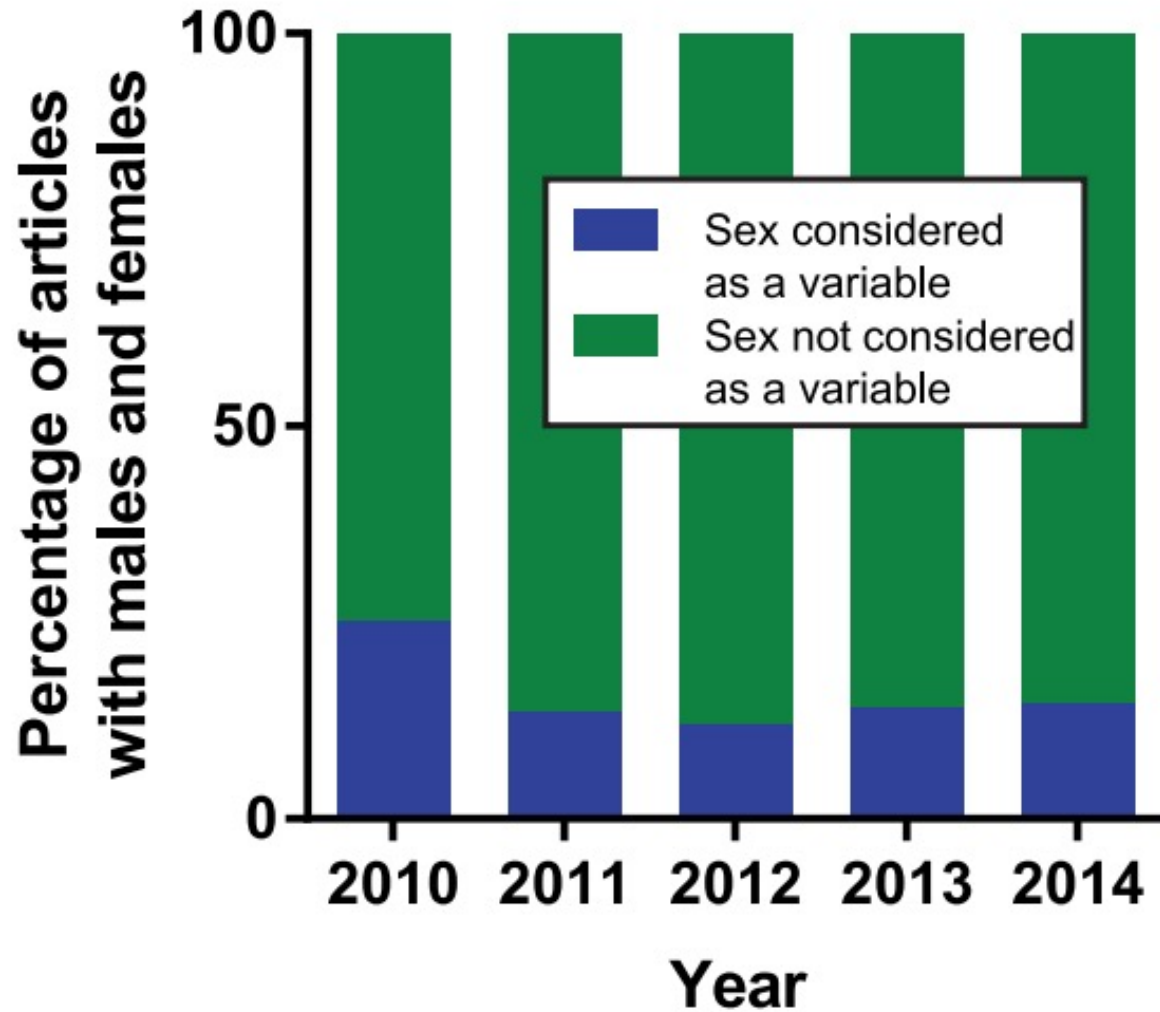 Percentage of articles
with males and females
100
50
0
Sex considered
as a variable
Sex not considered
as a variable
2010 2011 2012 2013 2014
Year